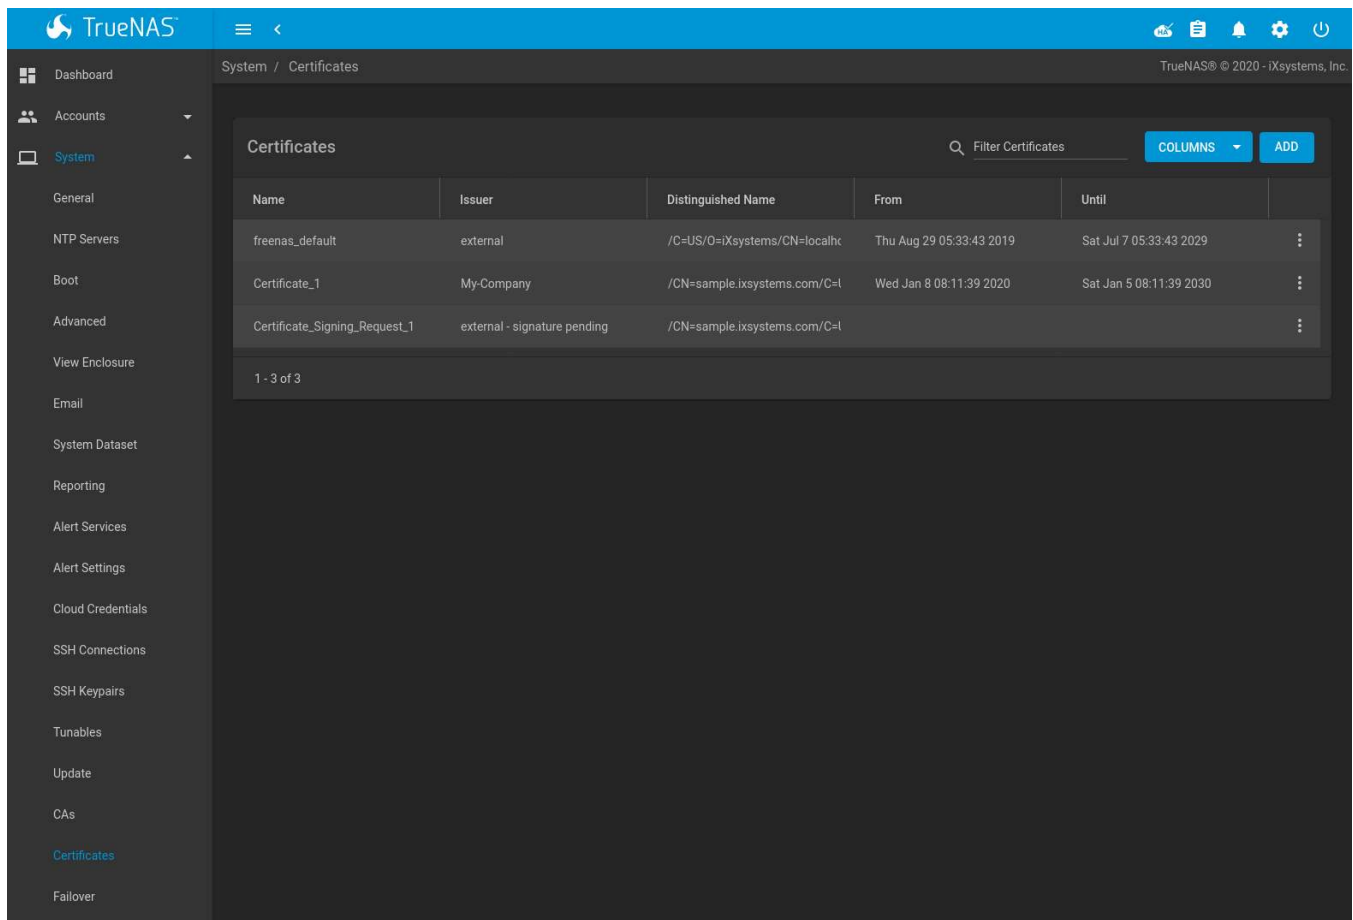 TrueNAS
System / Certificates
TrueNAS® © 2020 - iXsystems, Inc.
Dashboard
Accounts
System
General
NTP Servers
Boot
Advanced
View Enclosure
Email
System Dataset
Reporting
Alert Services
Alert Settings
Cloud Credentials
SSH Connections
SSH Keypairs
Tunables
Update
CAs
Certificates
Failover
Certificates
Filter Certificates
COLUMNS
ADD
Name Issuer Distinguished Name From Until
freenas_default external /C=US/O=iXsystems/CN=localhc Thu Aug 29 05:33:43 2019 Sat Jul 7 05:33:43 2029
Certificate_1 My-Company /CN=sample.ixsystems.com/C= Wed Jan 8 08:11:39 2020 Sat Jan 5 08:11:39 2030
Certificate_Signing_Request_1 external - signature pending /CN=sample.ixsystems.com/C=
1 - 3 of 3
HA